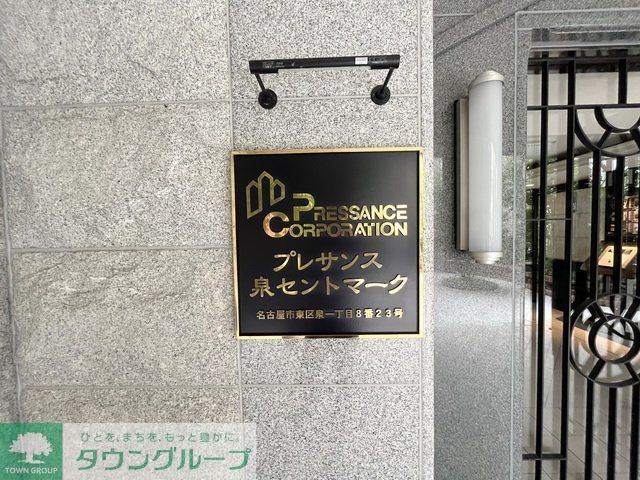 PRESSANCE
CORPORATION
プレサンス
泉セントマーク
名古屋市東区泉一丁目8番23号
ひとを、まちを、もっと豊かに。
タウングループ
TOWN GROUP